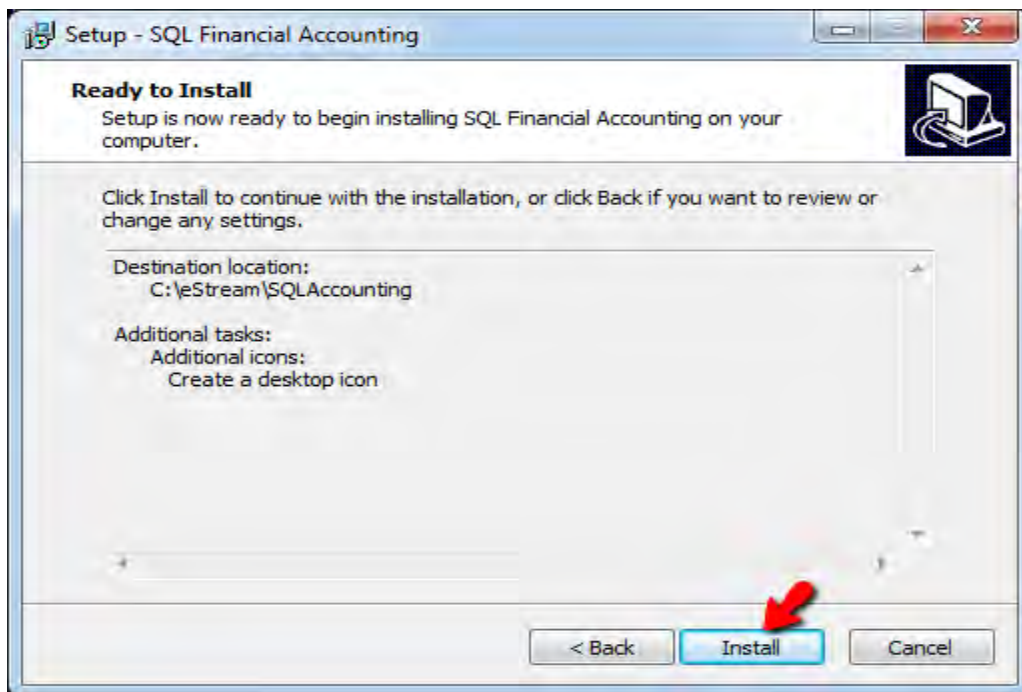 Setup - SQL Financial Accounting
Ready to Install
Setup is now ready to begin installing SQL Financial Accounting on your
computer.
Click Install to continue with the installation, or click Back if you want to review or
change any settings.
Destination location:
C:\eStream\SQLAccounting
Additional tasks:
Additional icons:
Create a desktop icon
< Back
Install
Cancel